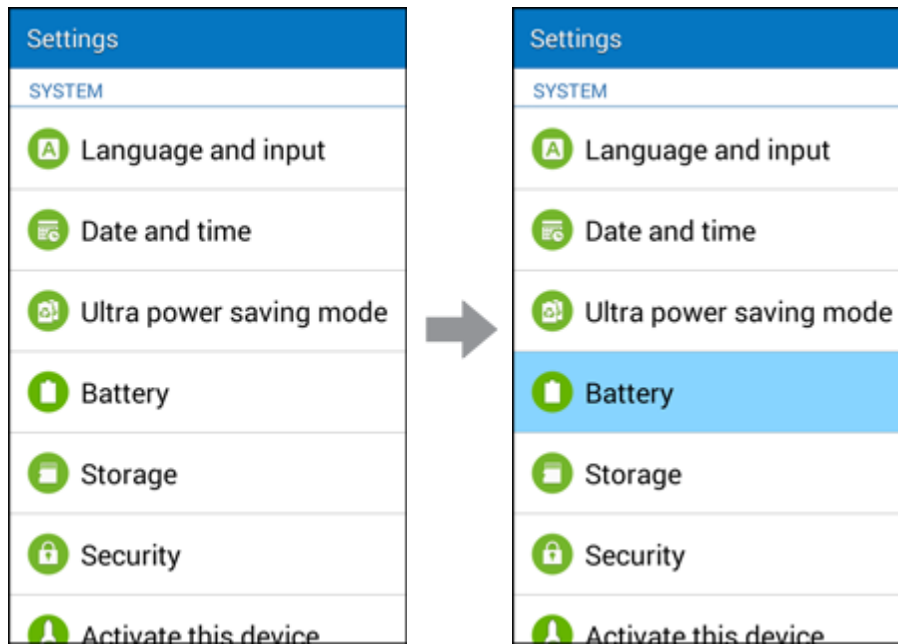 Settings
SYSTEM
A Language and input
Date and time
Ultra power saving mode
Battery
Storage
Security
Activate this device
Settings
SYSTEM
A Language and input
Date and time
Ultra power saving mode
Battery
Storage
Security
Activate this device